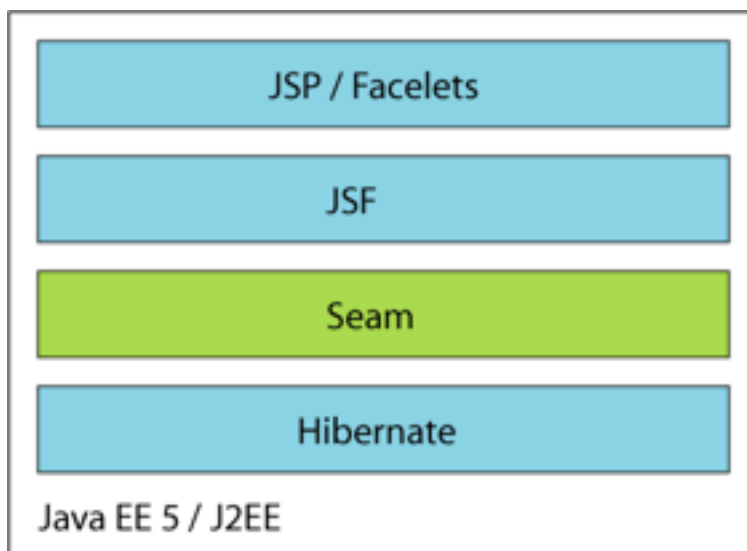 JSP / Facelets
JSF
Seam
Hibernate
Java EE 5 / J2EE